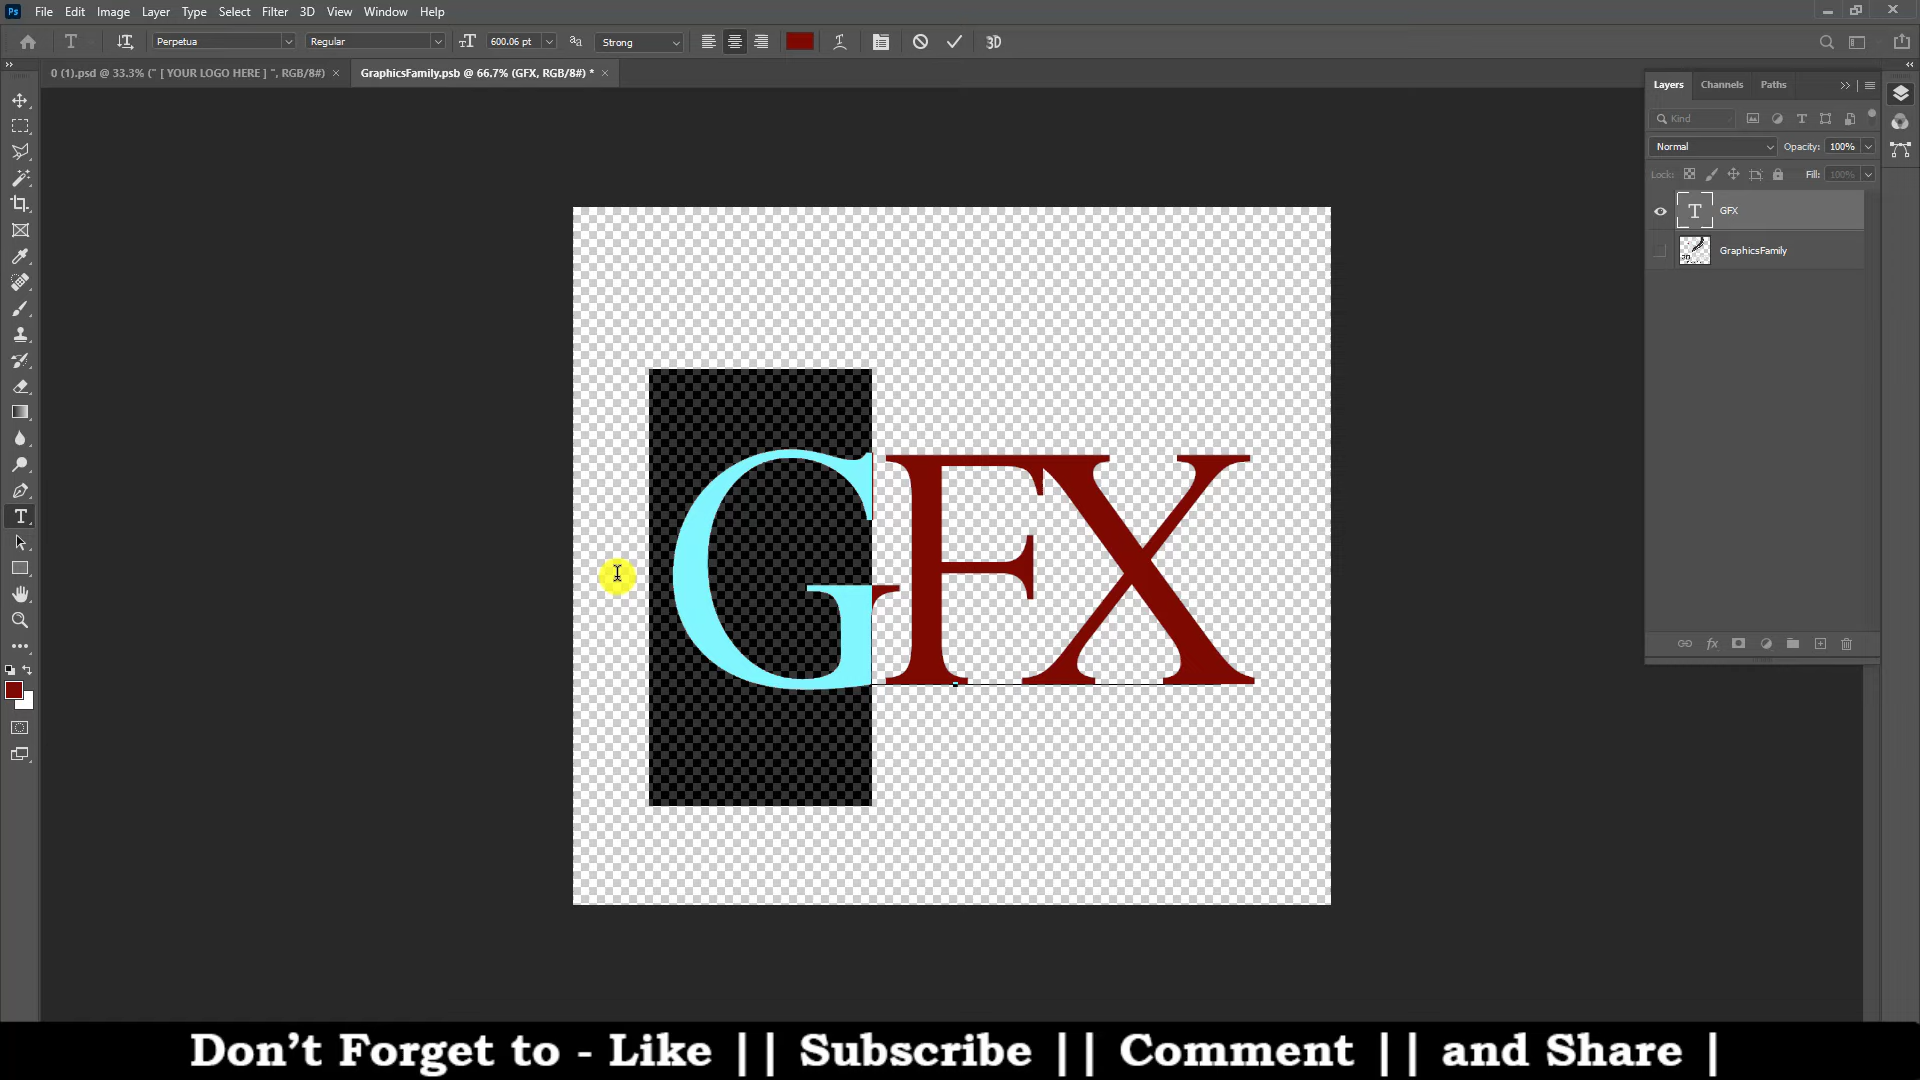 Ps File Edit Image Layer Type Select Filter 3D View Window Help
Perpetua Regular 600.06 pt Strong 3D
0 (1).psd @ 33.3% (" [ YOUR LOGO HERE ] ", RGB/8#) × GraphicsFamily.psb @ 66.7% (GFX, RGB/8#) * ×
Layers Channels Paths
Kind
Normal Opacity: 100%
Lock: Fill: 100%
GFX
GraphicsFamily
GFX
Don't Forget to - Like || Subscribe || Comment || and Share |